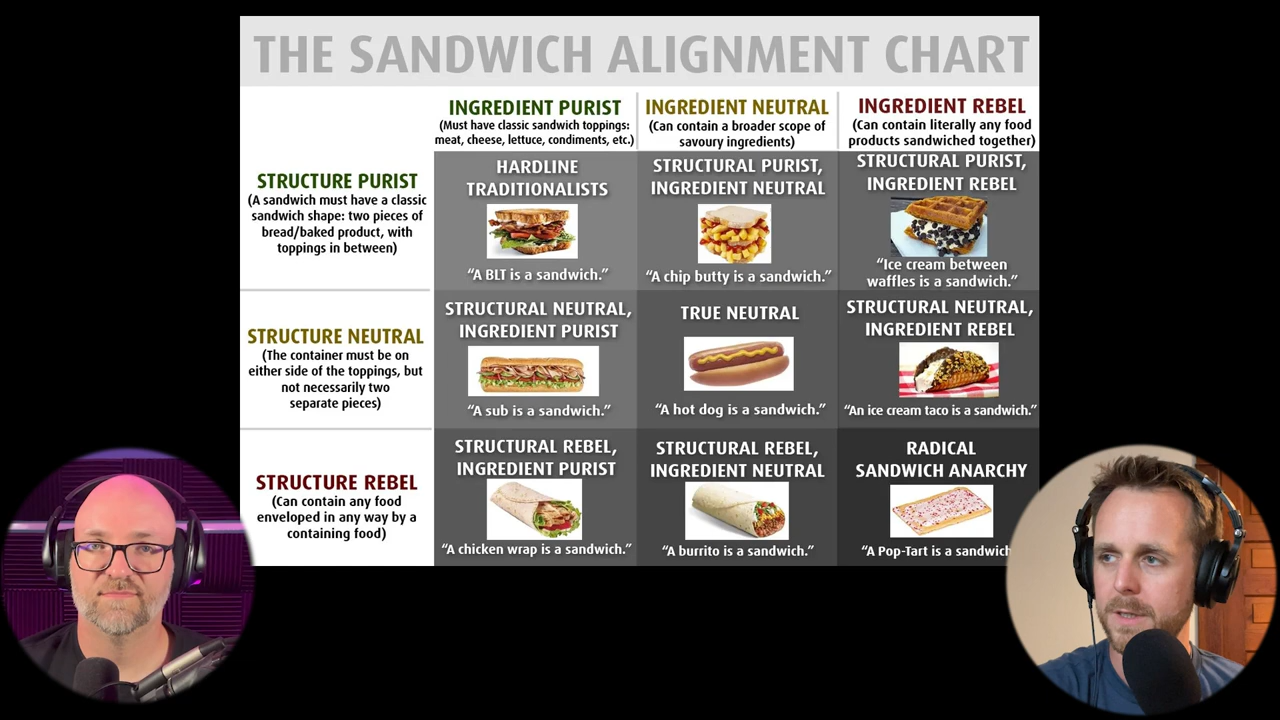 THE SANDWICH ALIGNMENT CHART
INGREDIENT PURIST
(Must have classic sandwich toppings:
meat, cheese, lettuce, condiments, etc.)
INGREDIENT NEUTRAL
(Can contain a broader scope of
savoury ingredients)
INGREDIENT REBEL
(Can contain literally any food
products sandwiched together)
STRUCTURE PURIST
(A sandwich must have a classic
sandwich shape: two pieces of
bread/baked product, with
toppings in between)
HARDLINE
TRADITIONALISTS
“A BLT is a sandwich.”
STRUCTURAL PURIST,
INGREDIENT NEUTRAL
“A chip butty is a sandwich.”
STRUCTURAL PURIST,
INGREDIENT REBEL
“Ice cream between
waffles is a sandwich.”
STRUCTURE NEUTRAL
(The container must be on
either side of the toppings, but
not necessarily two
separate pieces)
STRUCTURAL NEUTRAL,
INGREDIENT PURIST
“A sub is a sandwich.”
TRUE NEUTRAL
“A hot dog is a sandwich.”
STRUCTURAL NEUTRAL,
INGREDIENT REBEL
“An ice cream taco is a sandwich.”
STRUCTURE REBEL
(Can contain any food
enveloped in any way by a
containing food)
STRUCTURAL REBEL,
INGREDIENT PURIST
“A chicken wrap is a sandwich.”
STRUCTURAL REBEL,
INGREDIENT NEUTRAL
“A burrito is a sandwich.”
RADICAL
SANDWICH ANARCHY
“A Pop-Tart is a sandwich